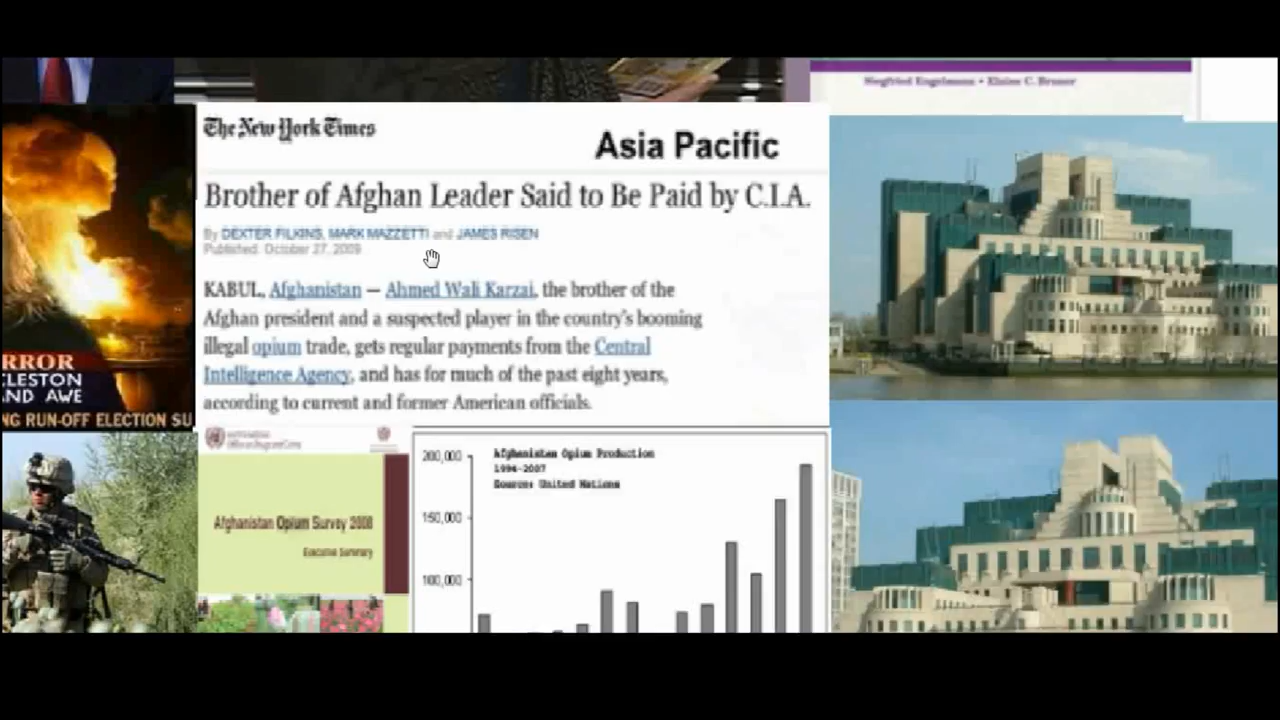 Siegfried Engelmann • Elaine C. Bruner
The New York Times
Asia Pacific
Brother of Afghan Leader Said to Be Paid by C.I.A.
By DEXTER FILKINS, MARK MAZZETTI and JAMES RISEN
Published: October 27, 2009
KABUL, Afghanistan — Ahmed Wali Karzai, the brother of the
Afghan president and a suspected player in the country's booming
illegal opium trade, gets regular payments from the Central
Intelligence Agency, and has for much of the past eight years,
according to current and former American officials.
RROR
CLESTON
AND AWE
NG RUN-OFF ELECTION SU
Afghanistan Opium Survey 2008
Executive Summary
Afghanistan Opium Production
1994-2007
Source: United Nations
200,000
150,000
100,000